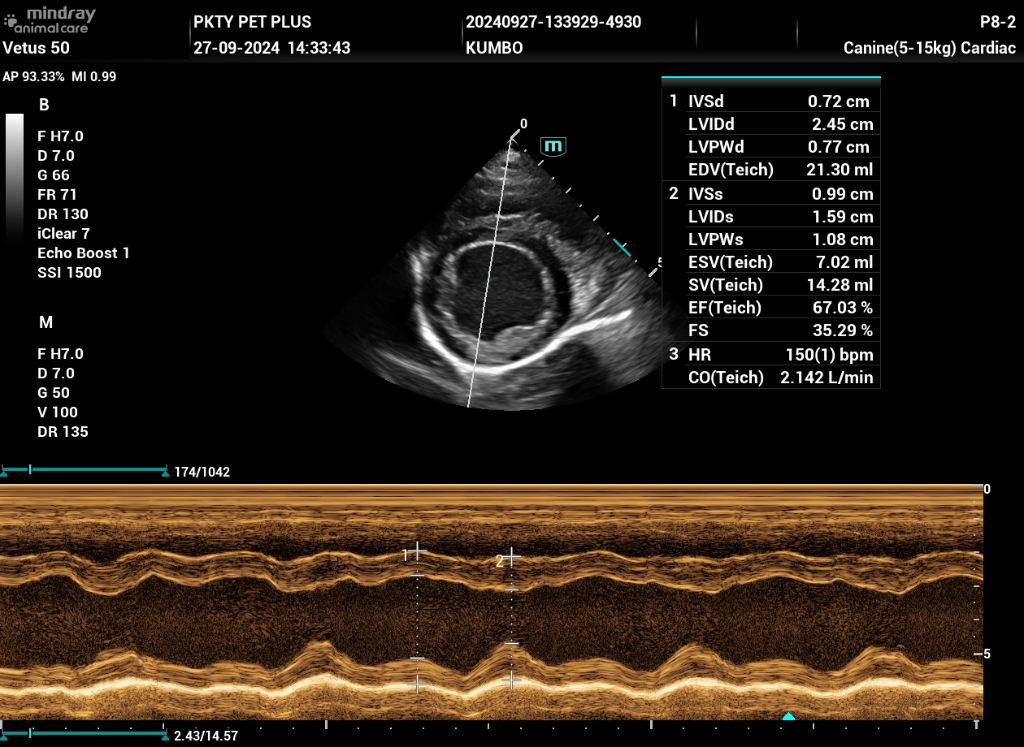 mindray
animalcare
Vetus 50
PKTY PET PLUS
27-09-2024 14:33:43
20240927-133929-4930
KUMBO
P8-2
Canine(5-15kg) Cardiac
AP 93.33% MI 0.99
B
F H7.0
D 7.0
G 66
FR 71
DR 130
iClear 7
Echo Boost 1
SSI 1500
M
F H7.0
D 7.0
G 50
V 100
DR 135
0
m
5
1 IVSd 0.72 cm
LVIDd 2.45 cm
LVPWd 0.77 cm
EDV(Teich) 21.30 ml
2 IVSs 0.99 cm
LVIDs 1.59 cm
LVPWs 1.08 cm
ESV(Teich) 7.02 ml
SV(Teich) 14.28 ml
EF(Teich) 67.03 %
FS 35.29 %
3 HR 150(1) bpm
CO(Teich) 2.142 L/min
174/1042
0
1
2
5
2.43/14.57